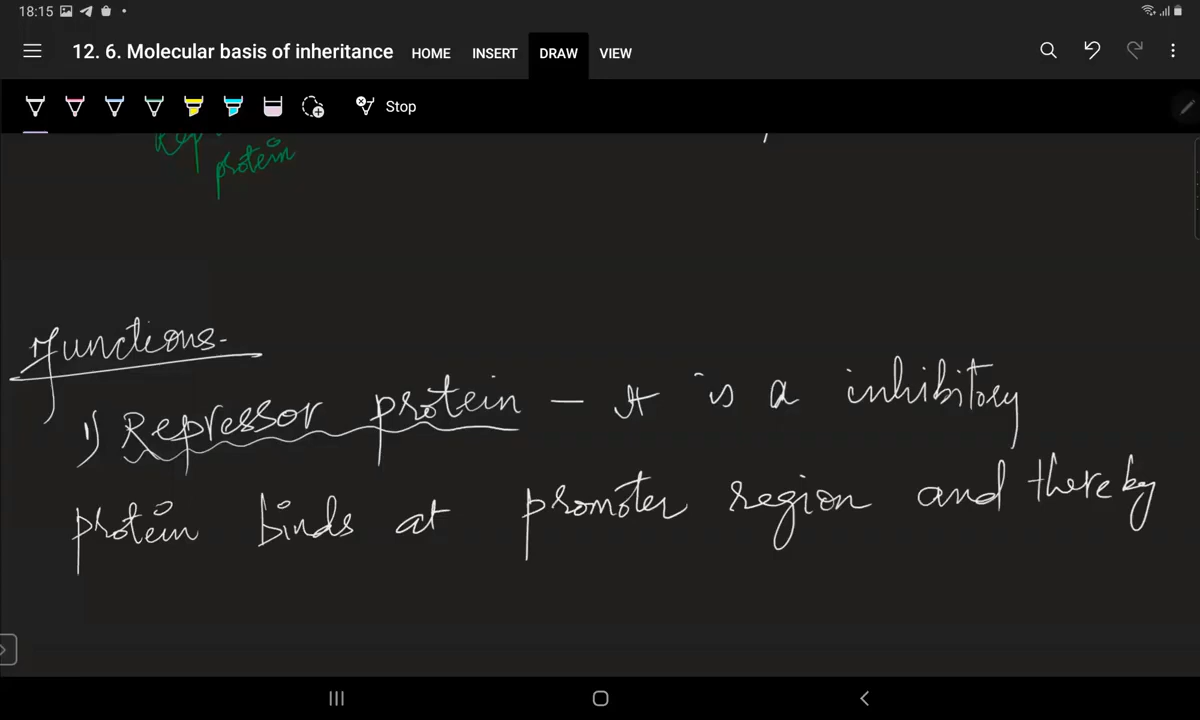 18:15
12. 6. Molecular basis of inheritance HOME INSERT DRAW VIEW
Stop
protein
Functions.
1) Repressor protein – It is a inhibitory
protein binds at promoter region and thereby